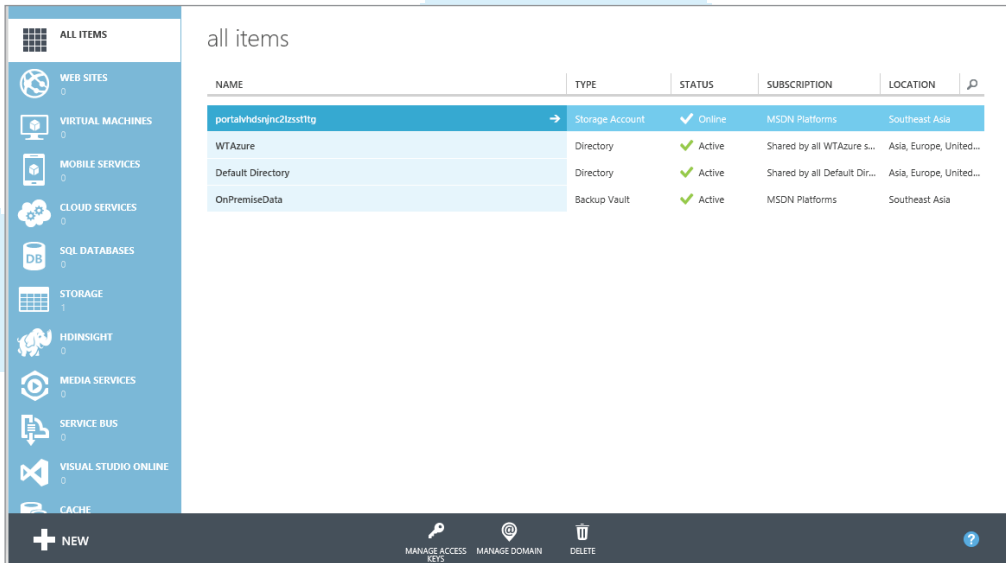 ALL ITEMS
WEB SITES
0
VIRTUAL MACHINES
0
MOBILE SERVICES
0
CLOUD SERVICES
0
SQL DATABASES
0
DB
STORAGE
1
HDINSIGHT
0
MEDIA SERVICES
0
SERVICE BUS
0
VISUAL STUDIO ONLINE
0
CACHE
all items
NAME TYPE STATUS SUBSCRIPTION LOCATION
portalvhdsnjnc2lzsst1tg Storage Account Online MSDN Platforms Southeast Asia
WTAzure Directory Active Shared by all WTAzure s... Asia, Europe, United...
Default Directory Directory Active Shared by all Default Dir... Asia, Europe, United...
OnPremiseData Backup Vault Active MSDN Platforms Southeast Asia
NEW
MANAGE ACCESS
KEYS
MANAGE DOMAIN
DELETE
?